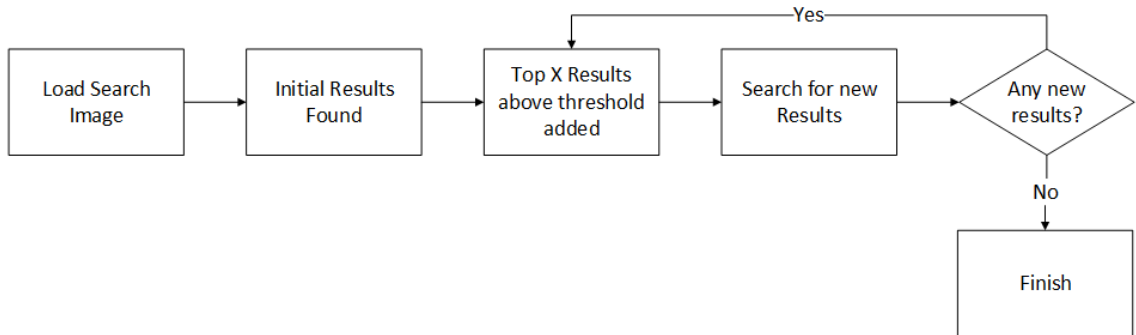 Yes
Load Search
Image
Initial Results
Found
Top X Results
above threshold
added
Search for new
Results
Any new
results?
No
Finish